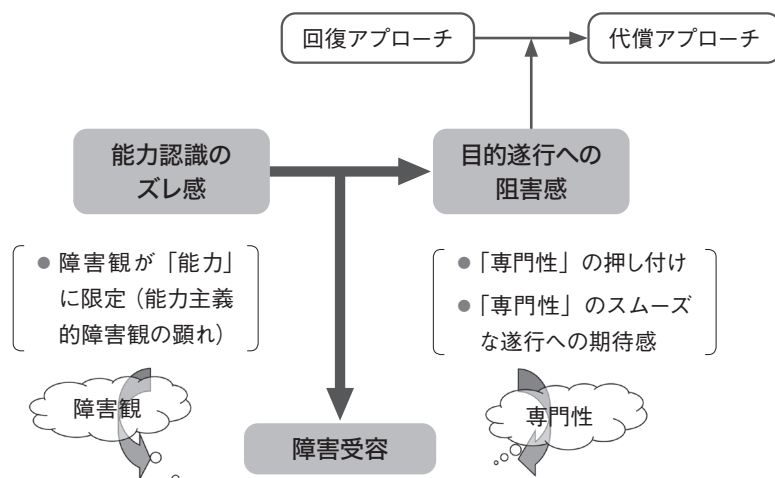 回復アプローチ
代償アプローチ
能力認識の
ズレ感
目的遂行への
阻害感
● 障害観が「能力」
に限定（能力主義
的障害観の顕れ）
● 「専門性」の押し付け
● 「専門性」のスムーズ
な遂行への期待感
障害観
専門性
障害受容